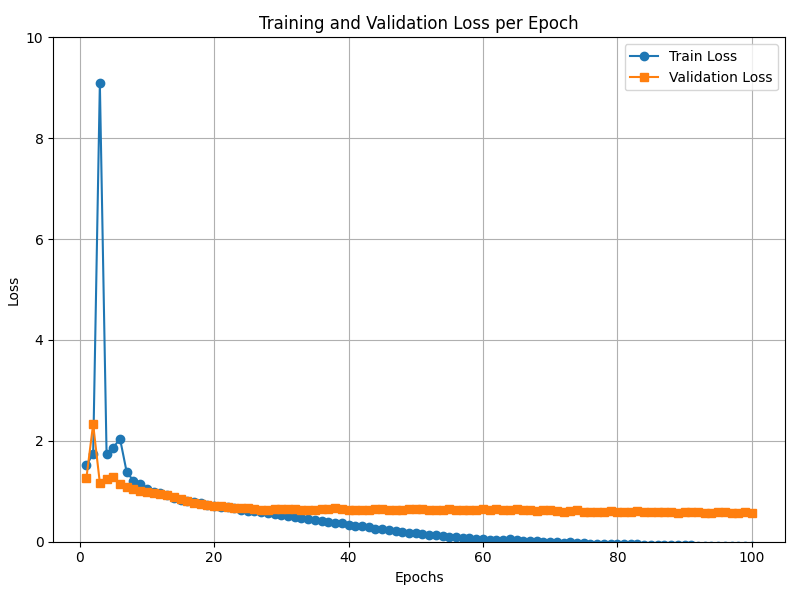 Training and Validation Loss per Epoch
10
Train Loss
Validation Loss
8
6
Loss
4
2
0
0 20 40 60 80 100
Epochs